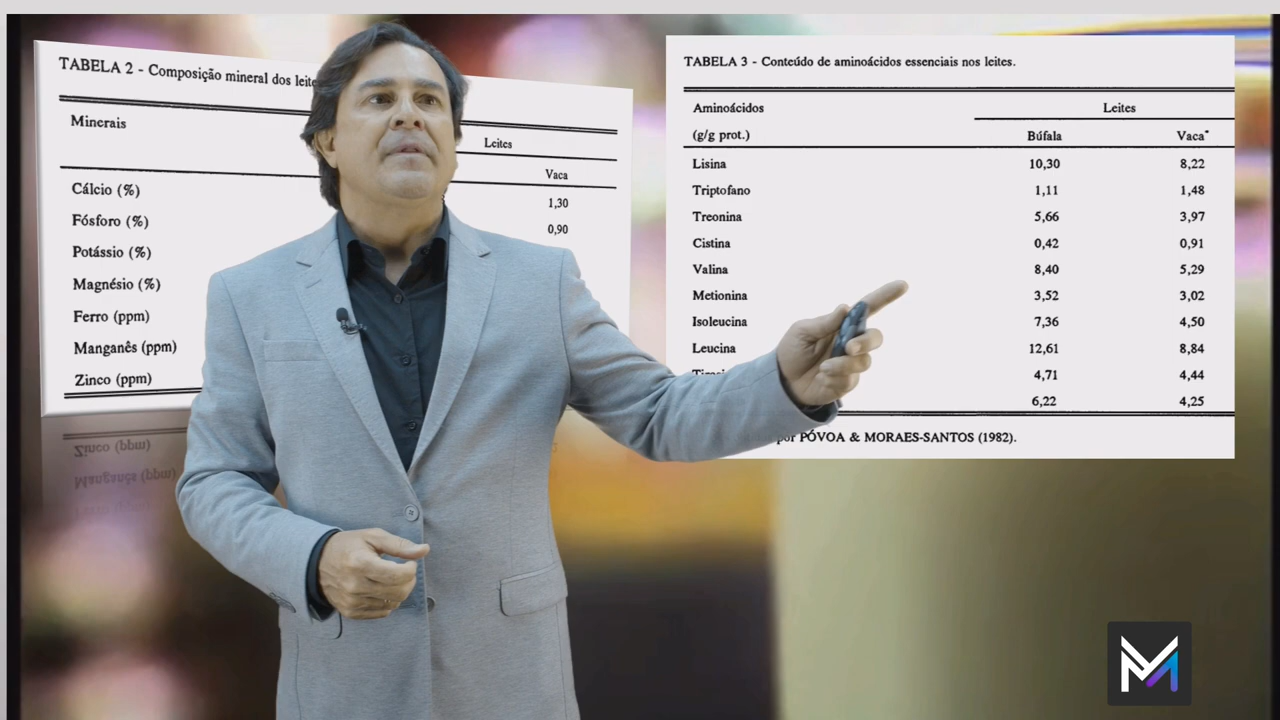 TABELA 2 - Composição mineral dos
Minerais
Leites
Vaca
Cálcio (%)
1,30
Fósforo (%)
0,90
Potássio (%)
Magnésio (%)
Ferro (ppm)
Manganês (ppm)
Zinco (ppm)
TABELA 3 - Conteúdo de aminoácidos essenciais nos leites.
Aminoácidos Leites
(g/g prot.) Búfala Vaca*
Lisina 10,30 8,22
Triptofano 1,11 1,48
Treonina 5,66 3,97
Cistina 0,42 0,91
Valina 8,40 5,29
Metionina 3,52 3,02
Isoleucina 7,36 4,50
Leucina 12,61 8,84
4,71 4,44
6,22 4,25
por PÓVOA & MORAES-SANTOS (1982).